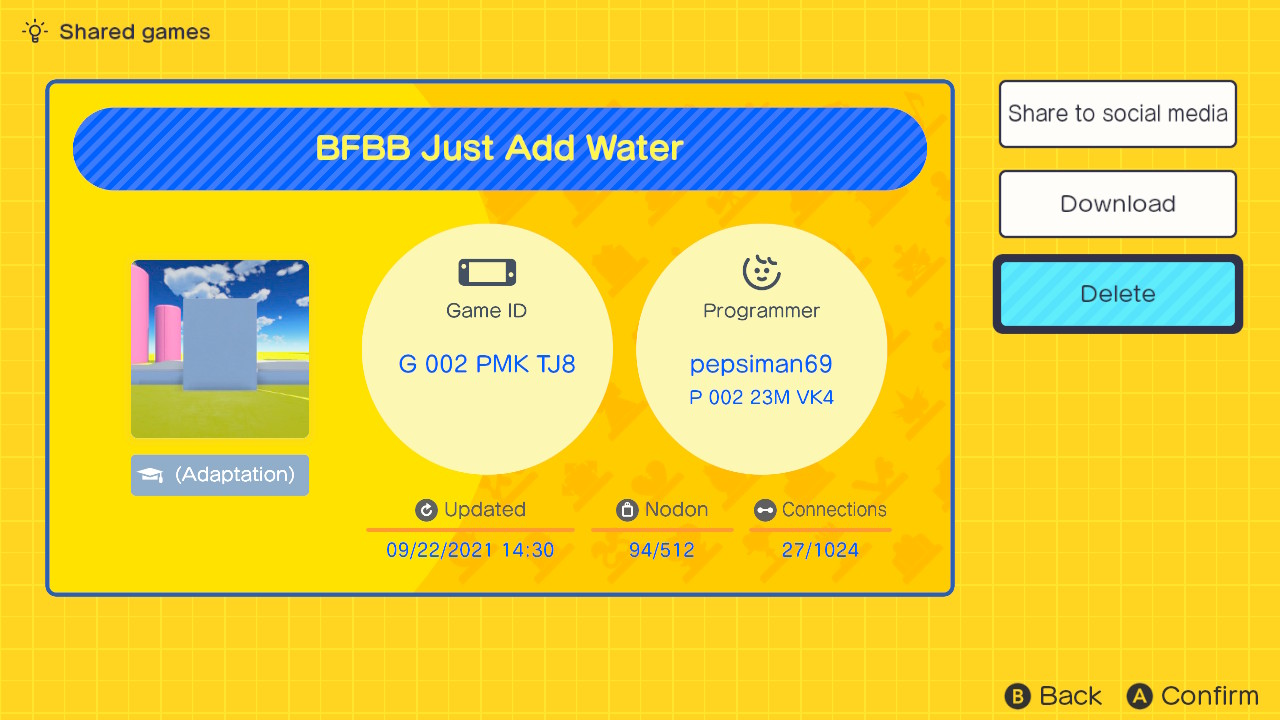 Shared games
BFBB Just Add Water
Share to social media
Download
Delete
Game ID
G 002 PMK TJ8
Programmer
pepsiman69
P 002 23M VK4
(Adaptation)
Updated
09/22/2021 14:30
Nodon
94/512
Connections
27/1024
B Back
A Confirm